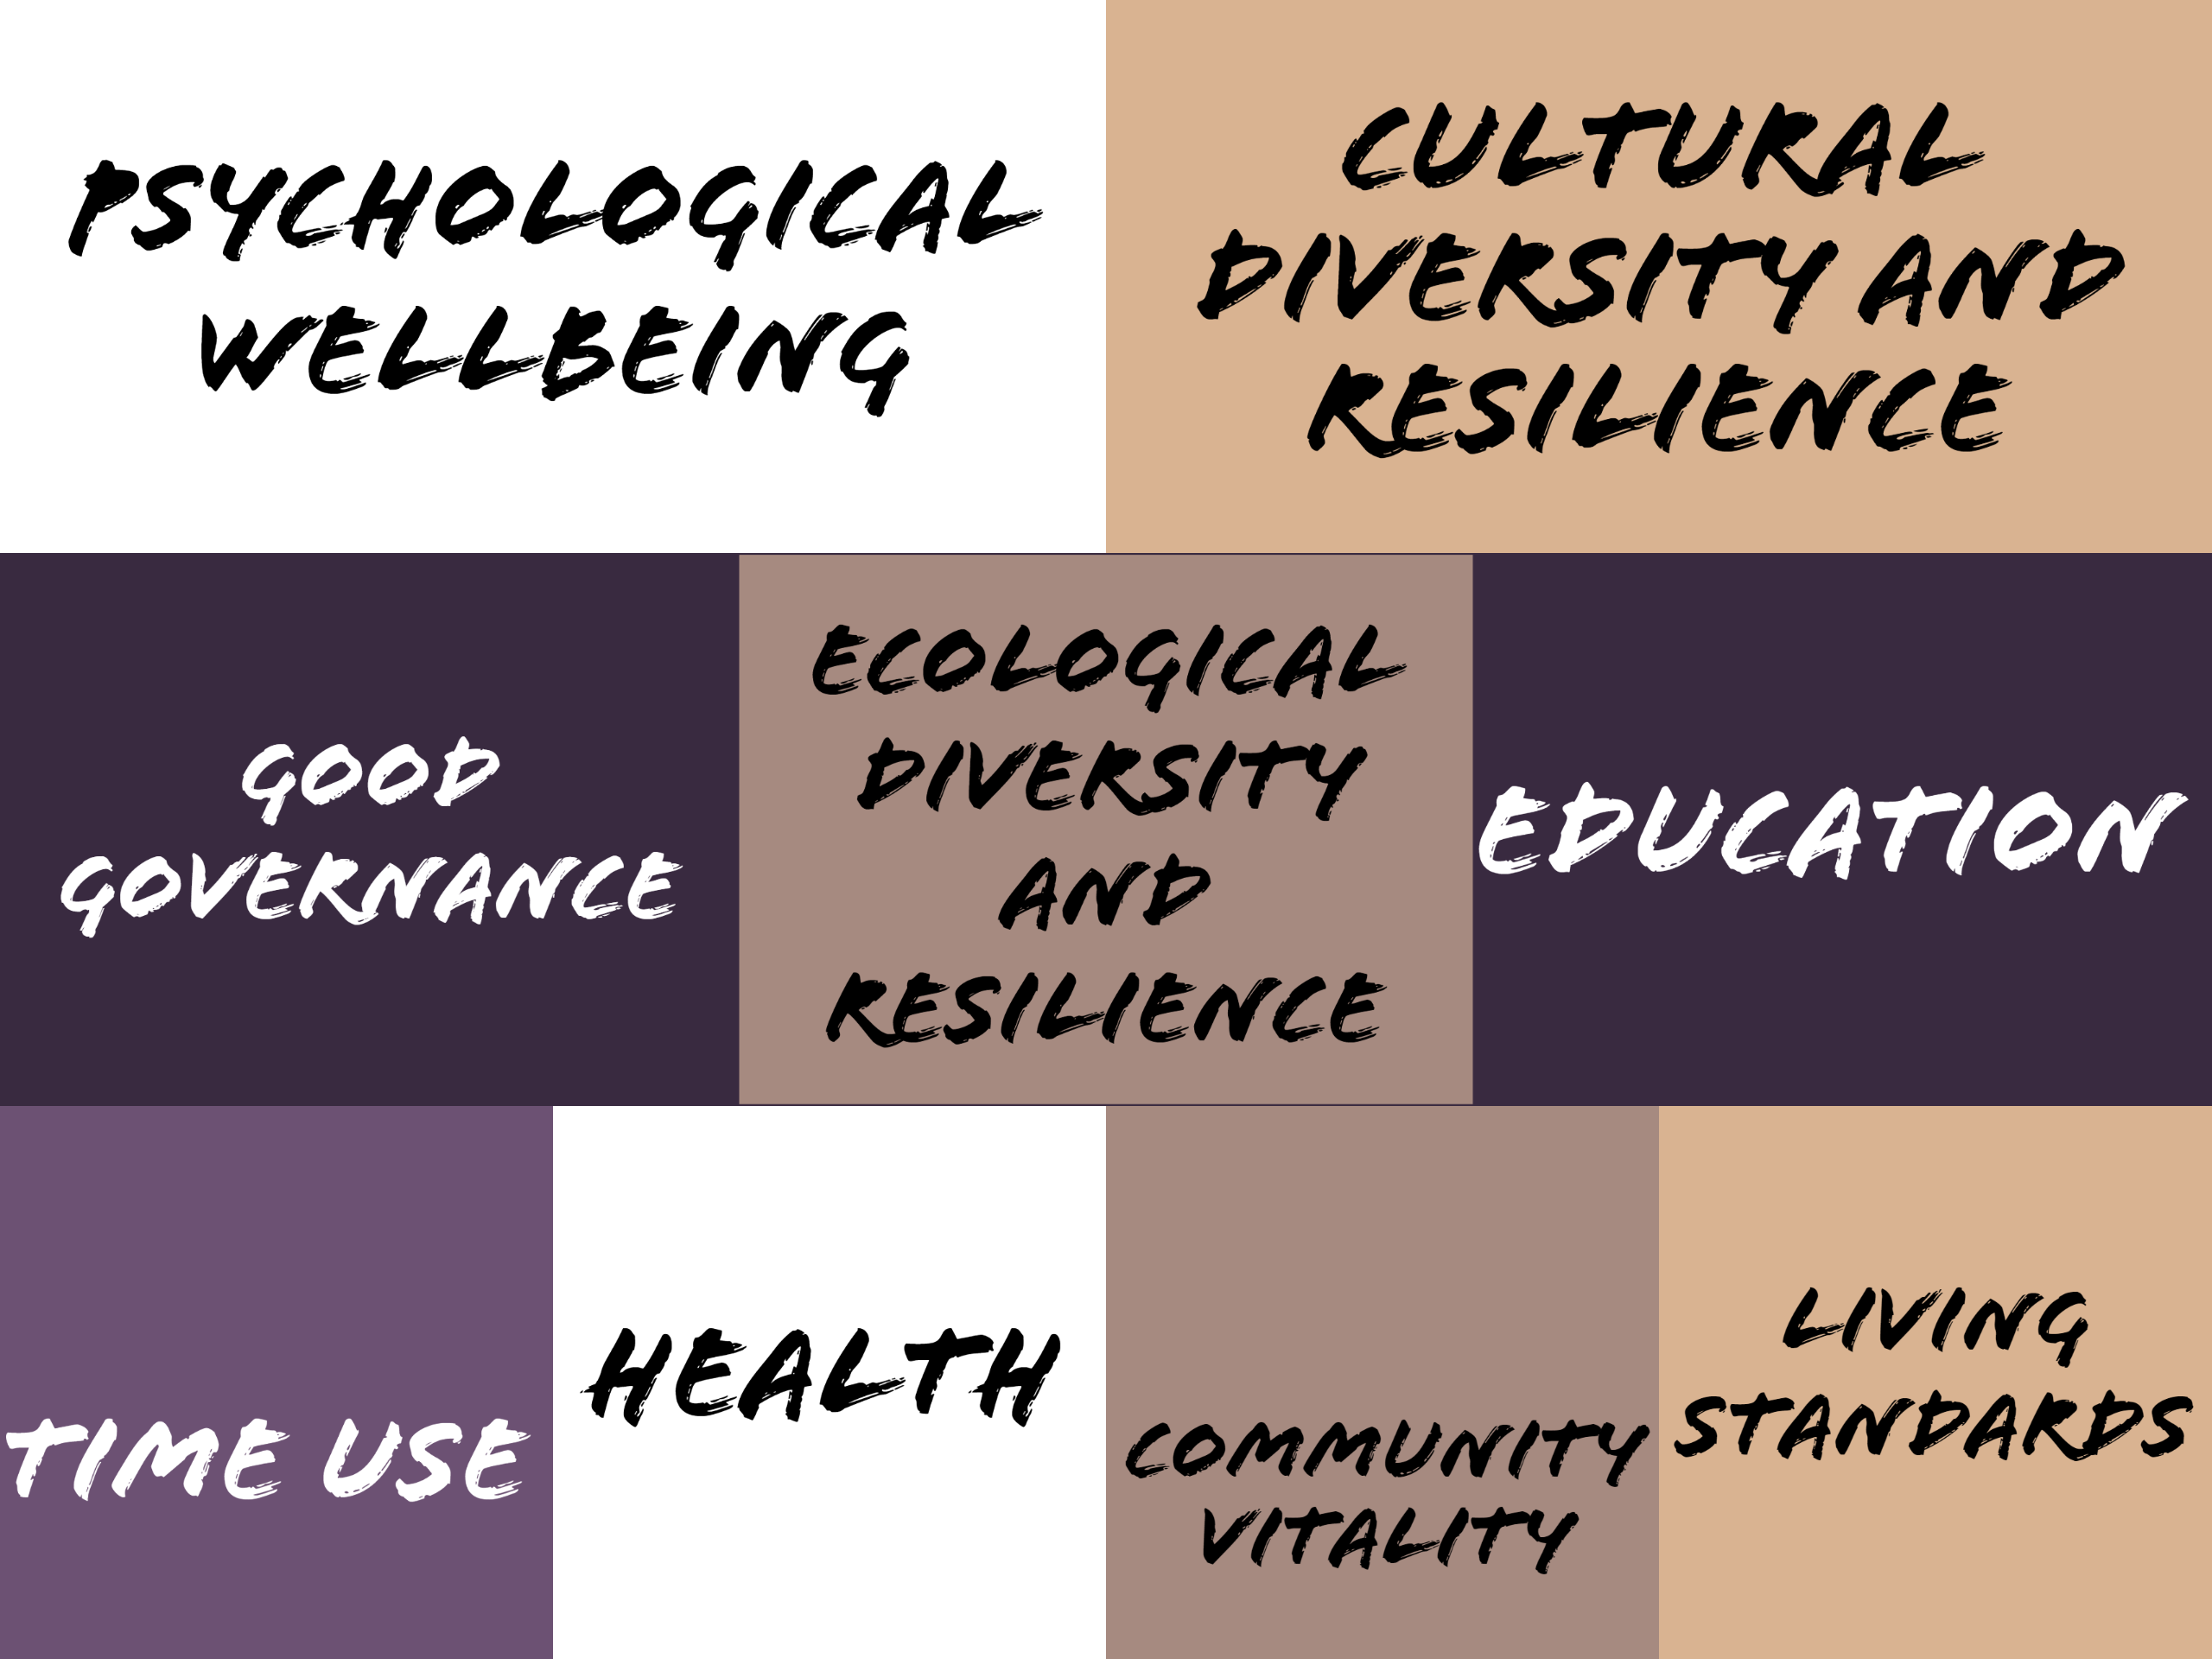 PSYCHOLOGICAL
WELLBEING
CULTURAL
DIVERSITY AND
RESILIENCE
GOOD
GOVERNANCE
ECOLOGICAL
DIVERSITY
AND
RESILIENCE
EDUCATION
TIME USE
HEALTH
COMMUNITY
VITALITY
LIVING
STANDARDS